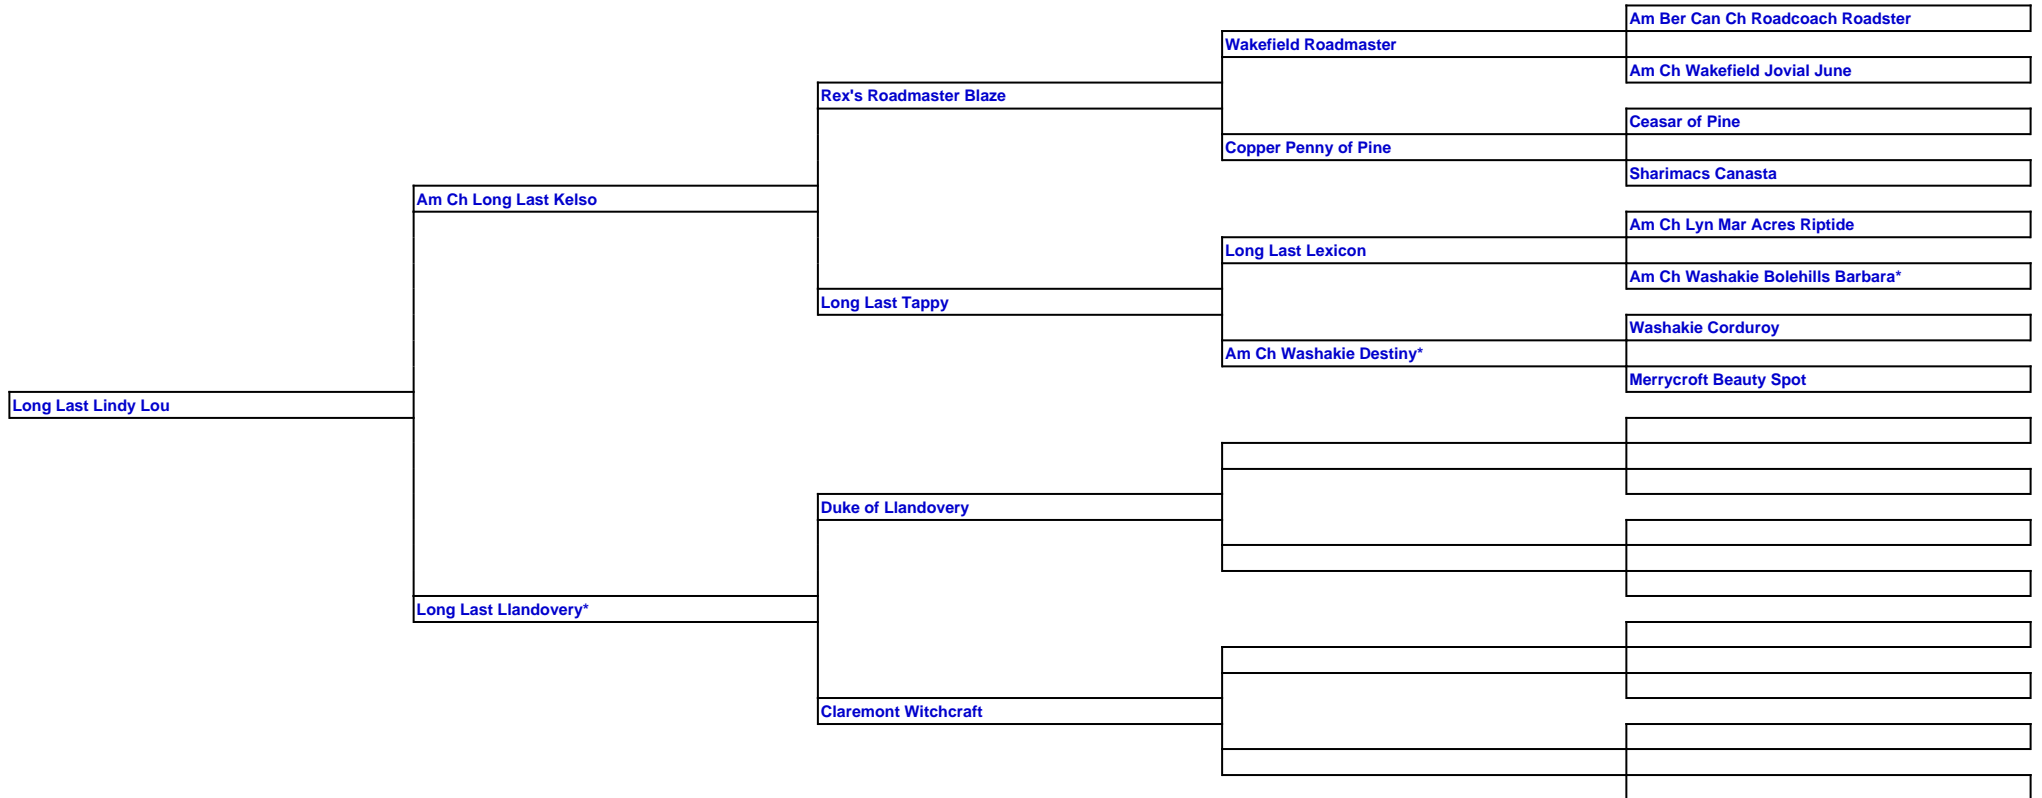 Am Ber Can Ch Roadcoach Roadster
Wakefield Roadmaster
Am Ch Wakefield Jovial June
Rex's Roadmaster Blaze
Ceasar of Pine
Copper Penny of Pine
Sharimacs Canasta
Am Ch Long Last Kelso
Am Ch Lyn Mar Acres Riptide
Long Last Lexicon
Am Ch Washakie Bolehills Barbara*
Long Last Tappy
Washakie Corduroy
Am Ch Washakie Destiny*
Merrycroft Beauty Spot
Long Last Lindy Lou
Duke of Llandovery
Long Last Llandovery*
Claremont Witchcraft